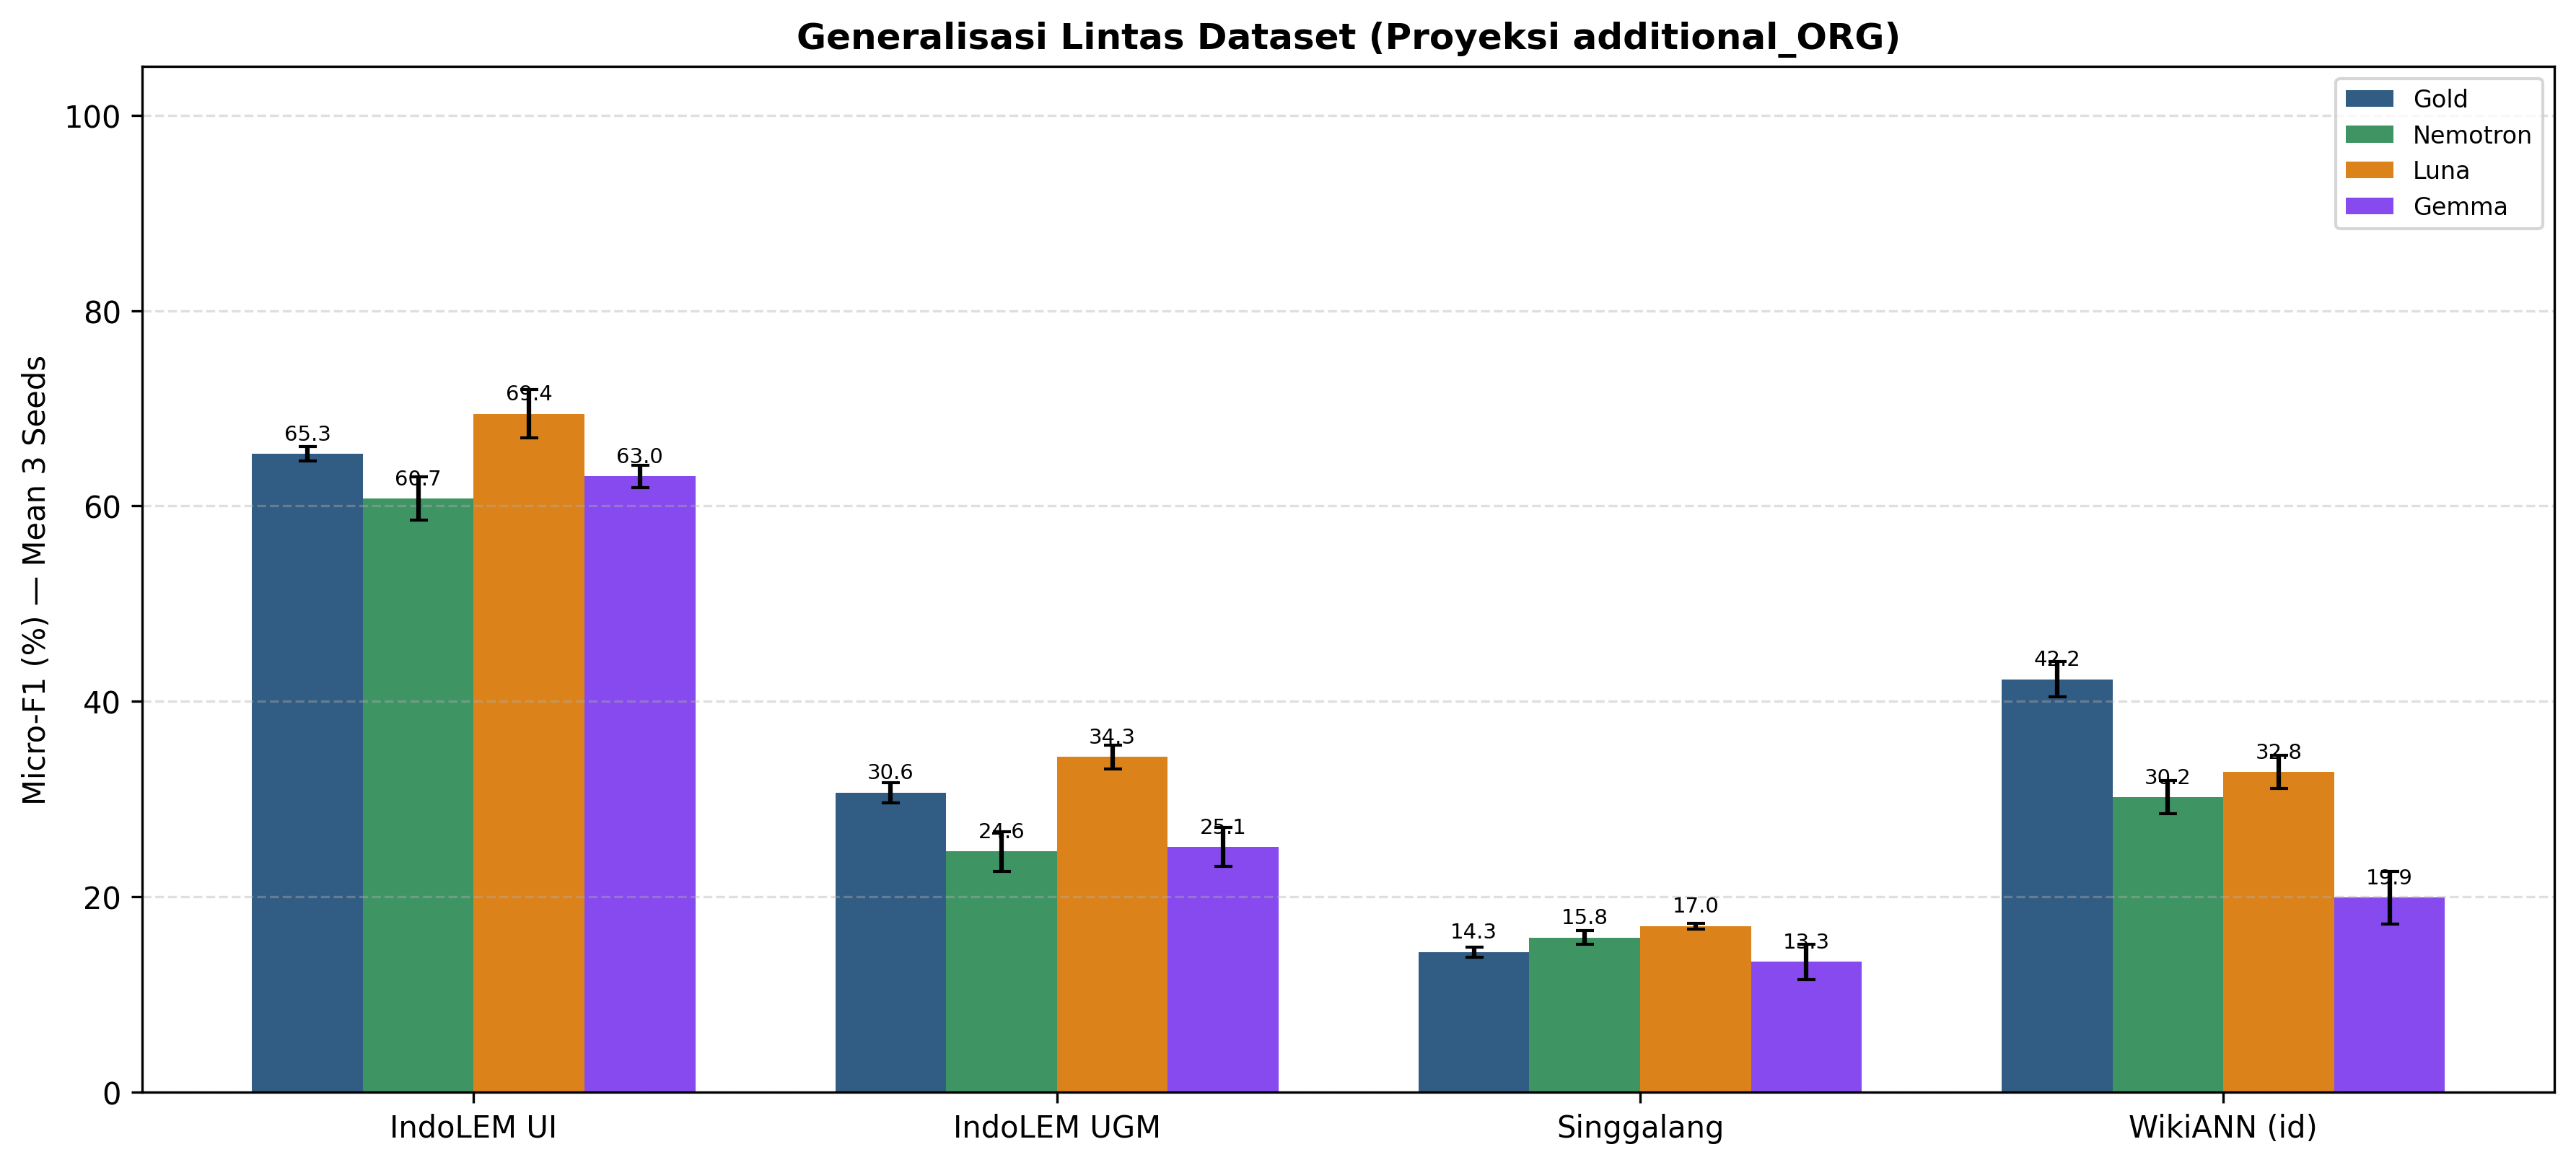 Generalisasi Lintas Dataset (Proyeksi additional_ORG)
Micro-F1 (%) — Mean 3 Seeds
100
80
60
40
20
0
Gold
Nemotron
Luna
Gemma
65.3
60.7
69.4
63.0
30.6
24.6
34.3
25.1
14.3
15.8
17.0
13.3
42.2
30.2
32.8
19.9
IndoLEM UI
IndoLEM UGM
Singgalang
WikiANN (id)